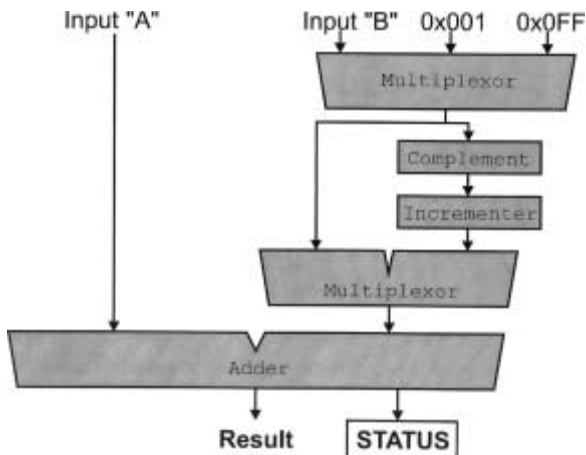 Input "A" Input "B" 0x001 0x0FF
Multiplexor
Complement
Incrementer
Multiplexor
Adder
Result STATUS